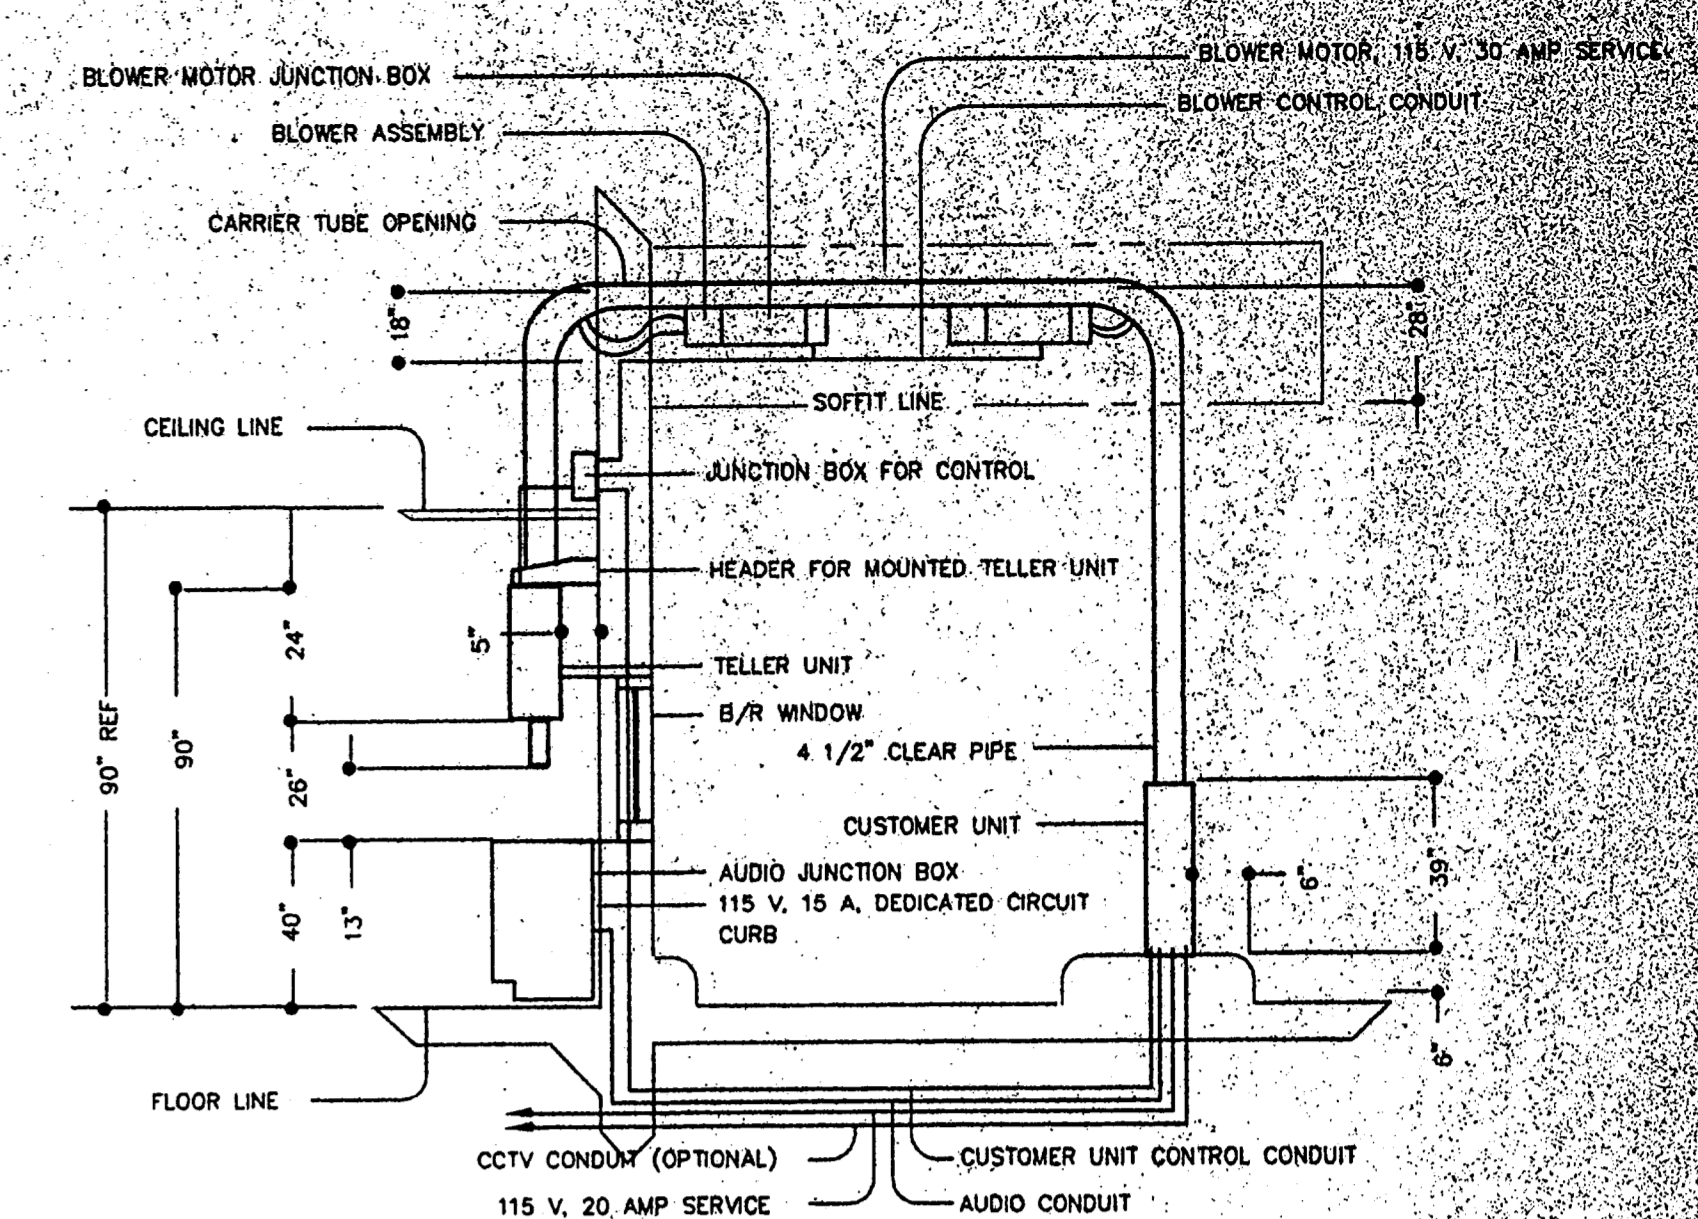 BLOWER MOTOR, 115 V. 30 AMP SERVICE
BLOWER MOTOR JUNCTION BOX
BLOWER CONTROL CONDUIT
BLOWER ASSEMBLY
CARRIER TUBE OPENING
18"
28"
SOFFIT LINE
CEILING LINE
JUNCTION BOX FOR CONTROL
HEADER FOR MOUNTED TELLER UNIT
24"
5"
TELLER UNIT
B/R WINDOW
90" REF
90"
4 1/2" CLEAR PIPE
26"
CUSTOMER UNIT
AUDIO JUNCTION BOX
39"
6"
115 V. 15 A. DEDICATED CIRCUIT
40"
13"
CURB
6"
FLOOR LINE
CCTV CONDUIT (OPTIONAL)
CUSTOMER UNIT CONTROL CONDUIT
115 V, 20 AMP SERVICE
AUDIO CONDUIT